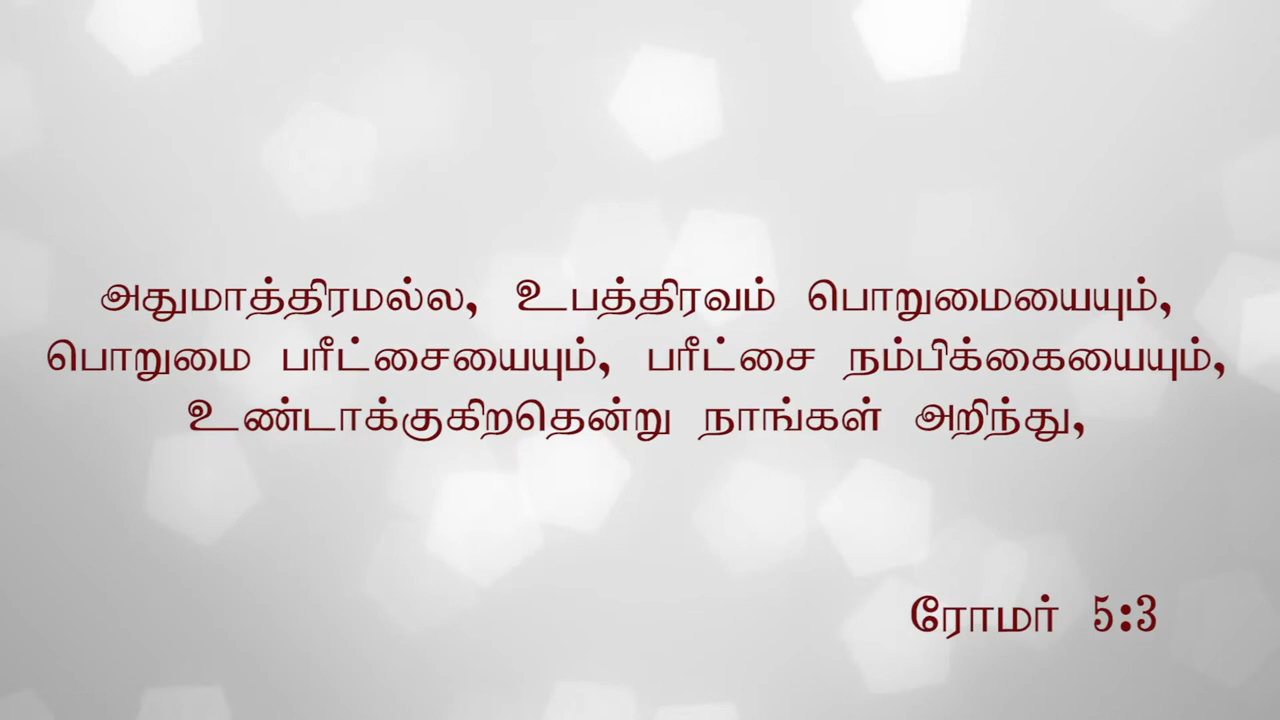 அதுமாத்திரமல்ல, உபத்திரவம் பொறுமையையும்,
பொறுமை பரீட்சையையும், பரீட்சை நம்பிக்கையையும்,
உண்டாக்குகிறதென்று நாங்கள் அறிந்து,
ரோமர் 5:3